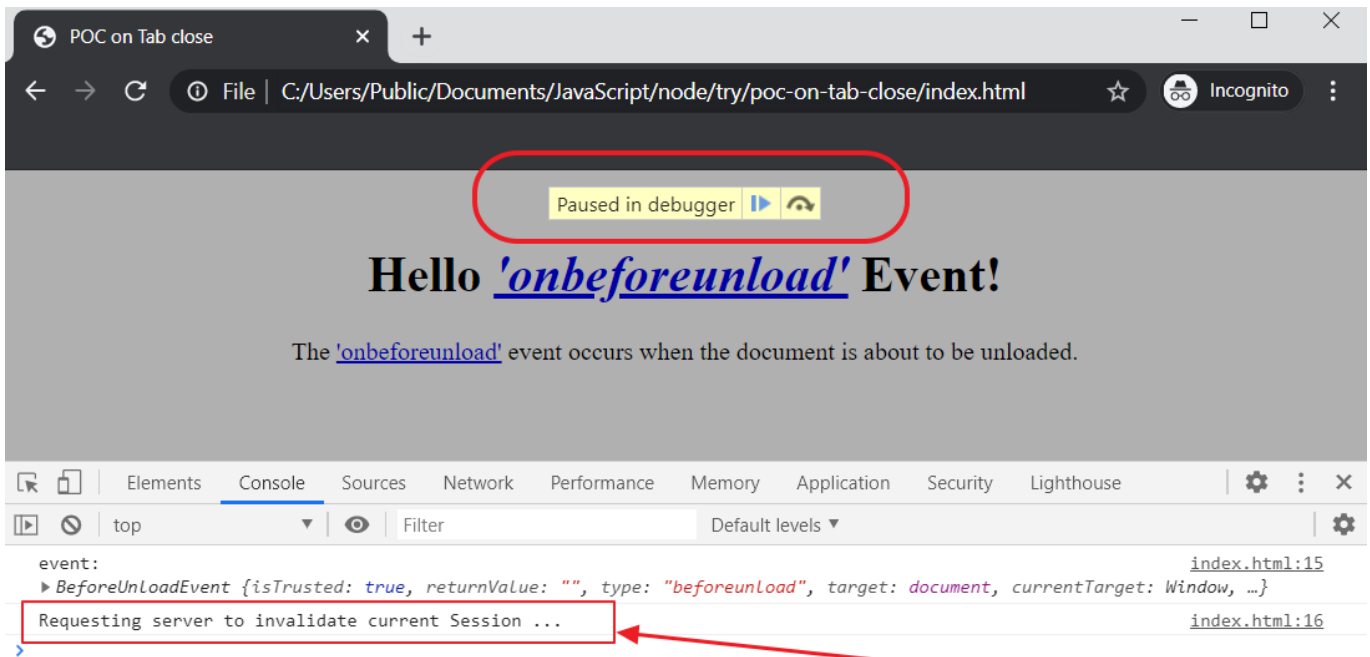 POC on Tab close
File | C:/Users/Public/Documents/JavaScript/node/try/poc-on-tab-close/index.html Incognito
Paused in debugger
Hello 'onbeforeunload' Event!
The 'onbeforeunload' event occurs when the document is about to be unloaded.
Elements Console Sources Network Performance Memory Application Security Lighthouse
top Filter Default levels
event: index.html:15
BeforeUnloadEvent {isTrusted: true, returnValue: "", type: "beforeunload", target: document, currentTarget: Window, …}
Requesting server to invalidate current Session ... index.html:16